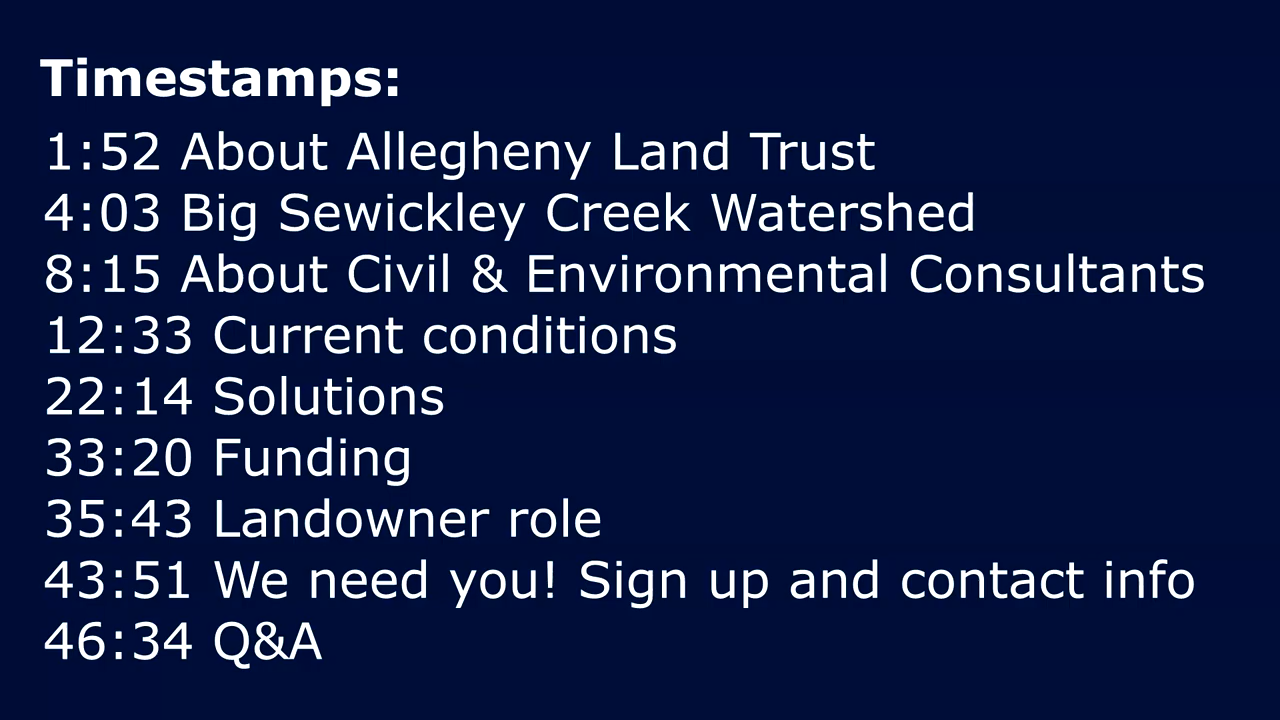 Timestamps:
1:52 About Allegheny Land Trust
4:03 Big Sewickley Creek Watershed
8:15 About Civil & Environmental Consultants
12:33 Current conditions
22:14 Solutions
33:20 Funding
35:43 Landowner role
43:51 We need you! Sign up and contact info
46:34 Q&A